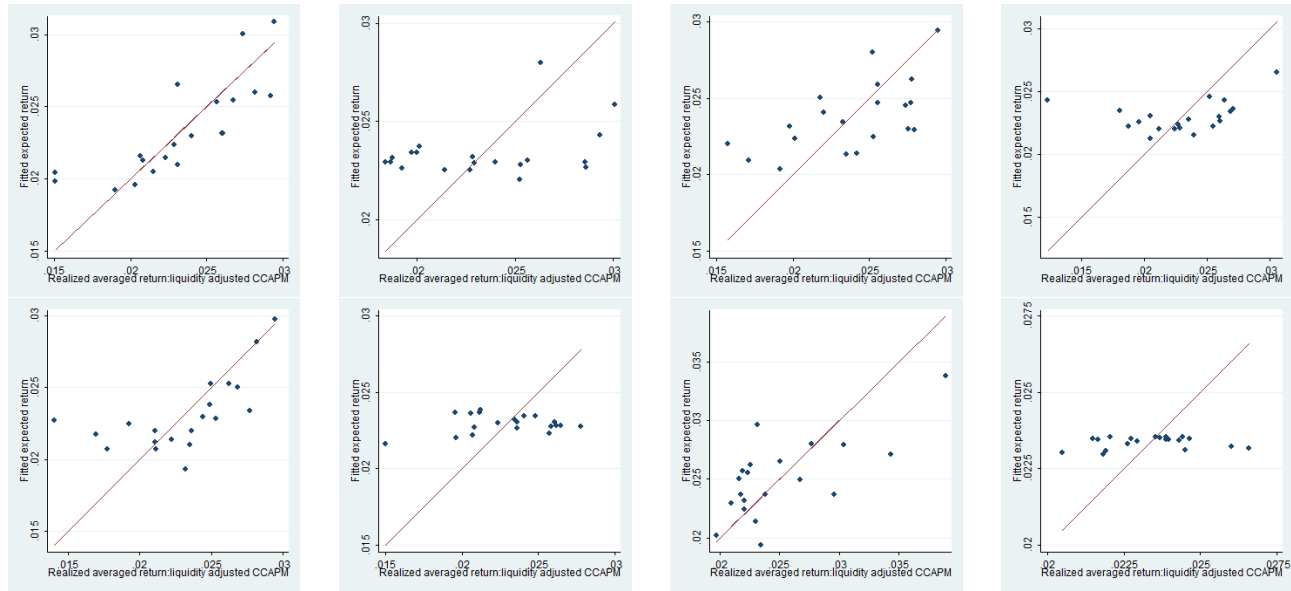 .03
.025
.02
.015
Fitted expected return
.015 .02 .025 .03
Realized averaged return:liquidity adjusted CCAPM
.03
.025
.02
Fitted expected return
.02 .025 .03
Realized averaged return:liquidity adjusted CCAPM
.03
.025
.02
.015
Fitted expected return
.015 .02 .025 .03
Realized averaged return:liquidity adjusted CCAPM
.03
.025
.02
.015
Fitted expected return
.015 .02 .025 .03
Realized averaged return:liquidity adjusted CCAPM
.03
.025
.02
.015
Fitted expected return
.015 .02 .025 .03
Realized averaged return:liquidity adjusted CCAPM
.03
.025
.02
.015
Fitted expected return
.015 .02 .025 .03
Realized averaged return:liquidity adjusted CCAPM
.035
.03
.025
.02
Fitted expected return
.02 .025 .03 .035
Realized averaged return:liquidity adjusted CCAPM
.0275
.025
.0225
.02
Fitted expected return
.02 .0225 .025 .0275
Realized averaged return:liquidity adjusted CCAPM